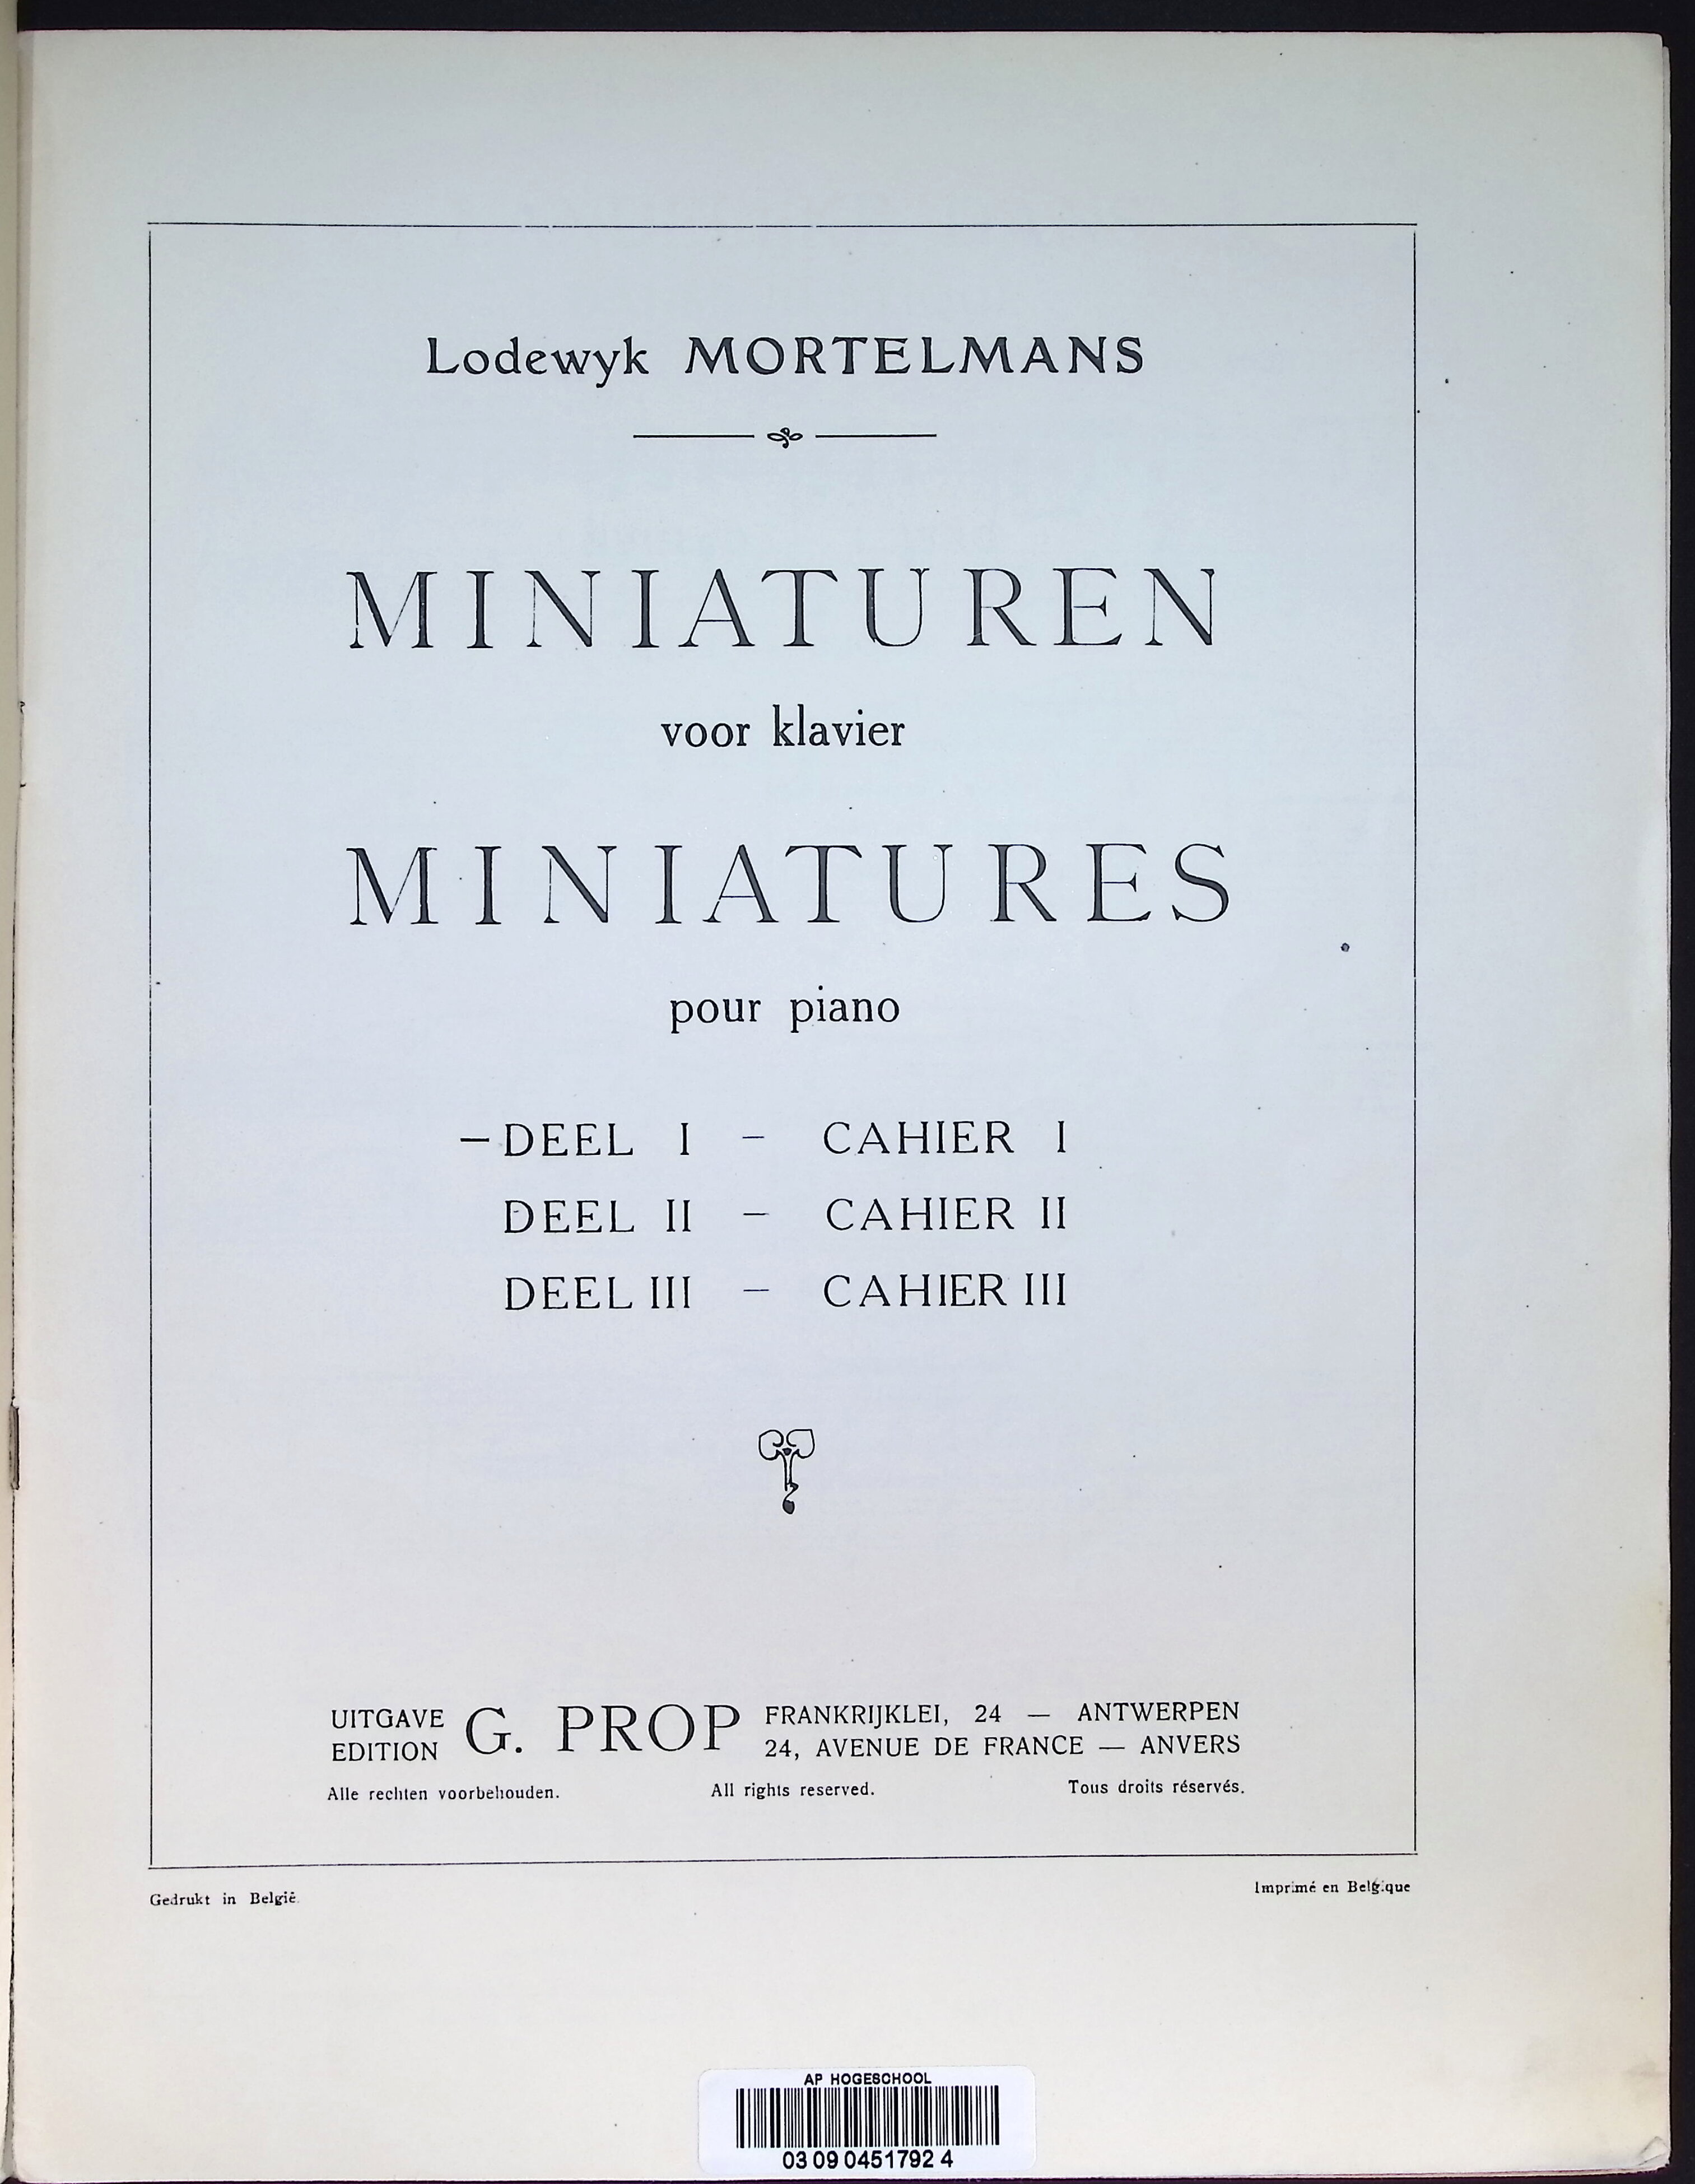 Lodewyk MORTELMANS
MINIATUREN
voor klavier
MINIATURES
pour piano
– DEEL I – CAHIER I
DEEL II – CAHIER II
DEEL III – CAHIER III
UITGAVE EDITION G. PROP FRANKRIJKLEI, 24 — ANTWERPEN
24, AVENUE DE FRANCE — ANVERS
Alle rechten voorbehouden. All rights reserved. Tous droits réservés.
Gedrukt in België. Imprimé en Belgique
AP HOGESCHOOL
03 09 0451792 4